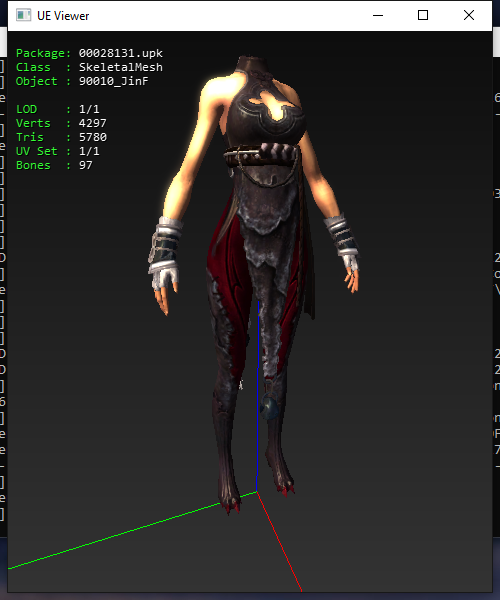 UE Viewer
Package: 00028131.upk
Class  : SkeletalMesh
Object : 90010_JinF
LOD    : 1/1
Verts  : 4297
Tris   : 5780
UV Set : 1/1
Bones  : 97